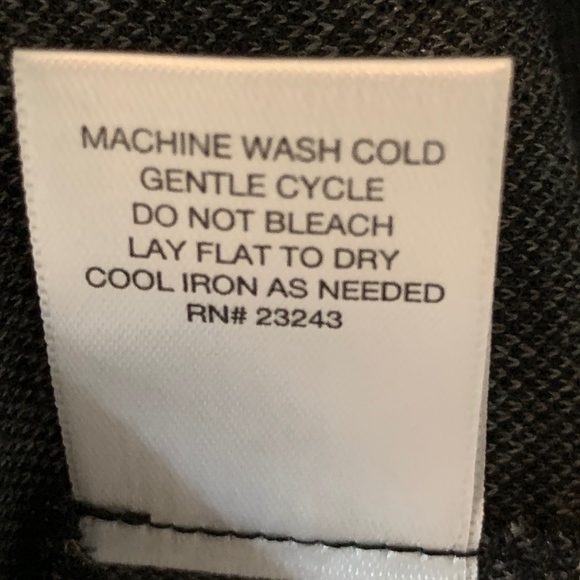 MACHINE WASH COLD
GENTLE CYCLE
DO NOT BLEACH
LAY FLAT TO DRY
COOL IRON AS NEEDED
RN# 23243